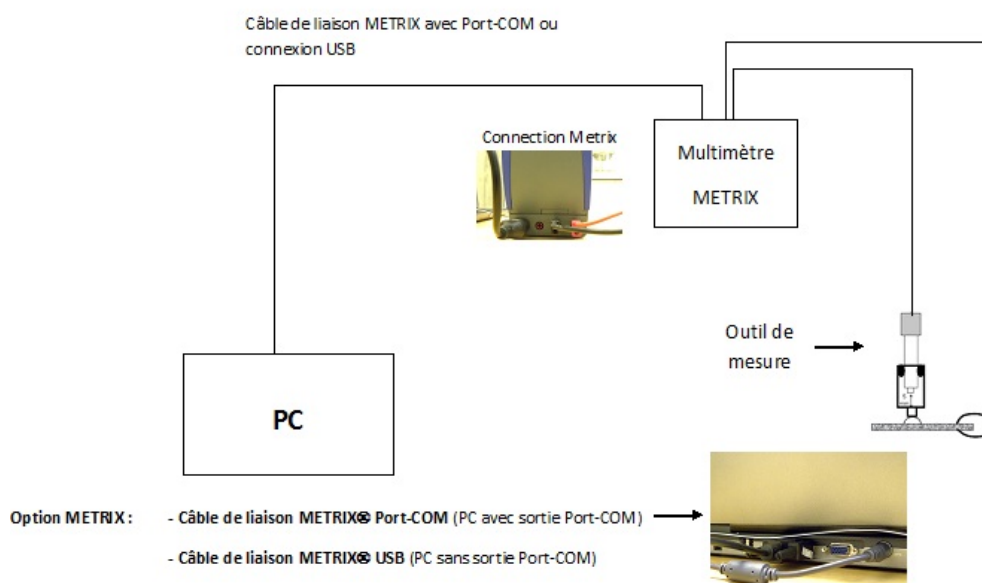 Câble de liaison METRIX avec Port-COM ou
connexion USB
Connection Metrix
Multimètre
METRIX
Outil de
mesure
PC
Option METRIX : - Câble de liaison METRIX® Port-COM (PC avec sortie Port-COM)
- Câble de liaison METRIX® USB (PC sans sortie Port-COM)